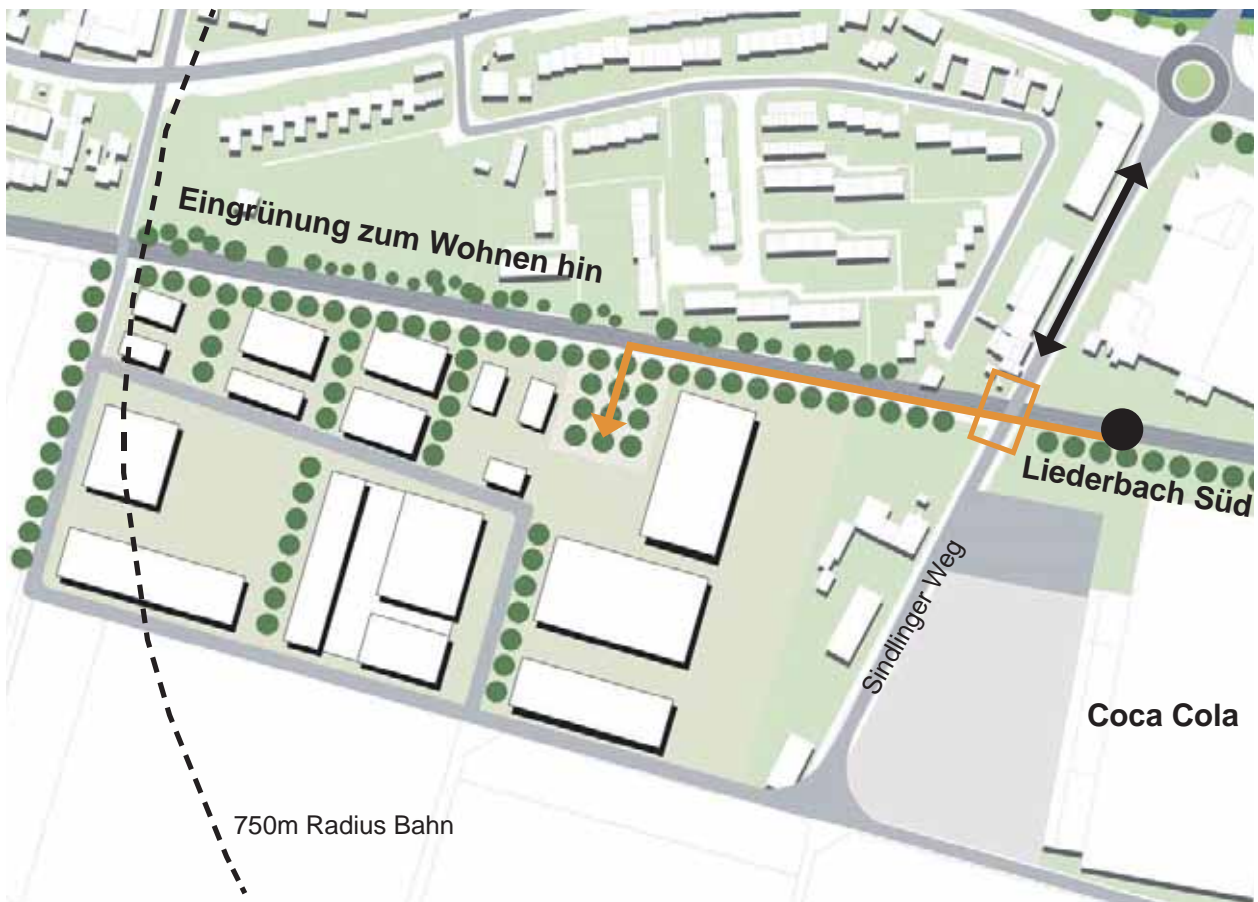 Eingrünung zum Wohnen hin
Liederbach Süd
Sindlinger Weg
Coca Cola
750m Radius Bahn